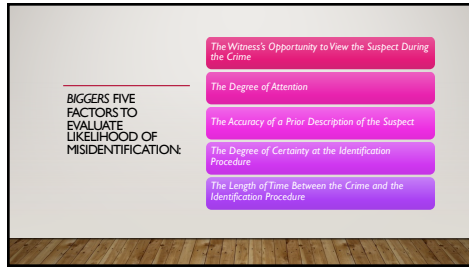 BIGGERS FIVE
FACTORS TO
EVALUATE
LIKELIHOOD OF
MISIDENTIFICATION:
The Witness's Opportunity to View the Suspect During
the Crime
The Degree of Attention
The Accuracy of a Prior Description of the Suspect
The Degree of Certainty at the Identification
Procedure
The Length of Time Between the Crime and the
Identification Procedure